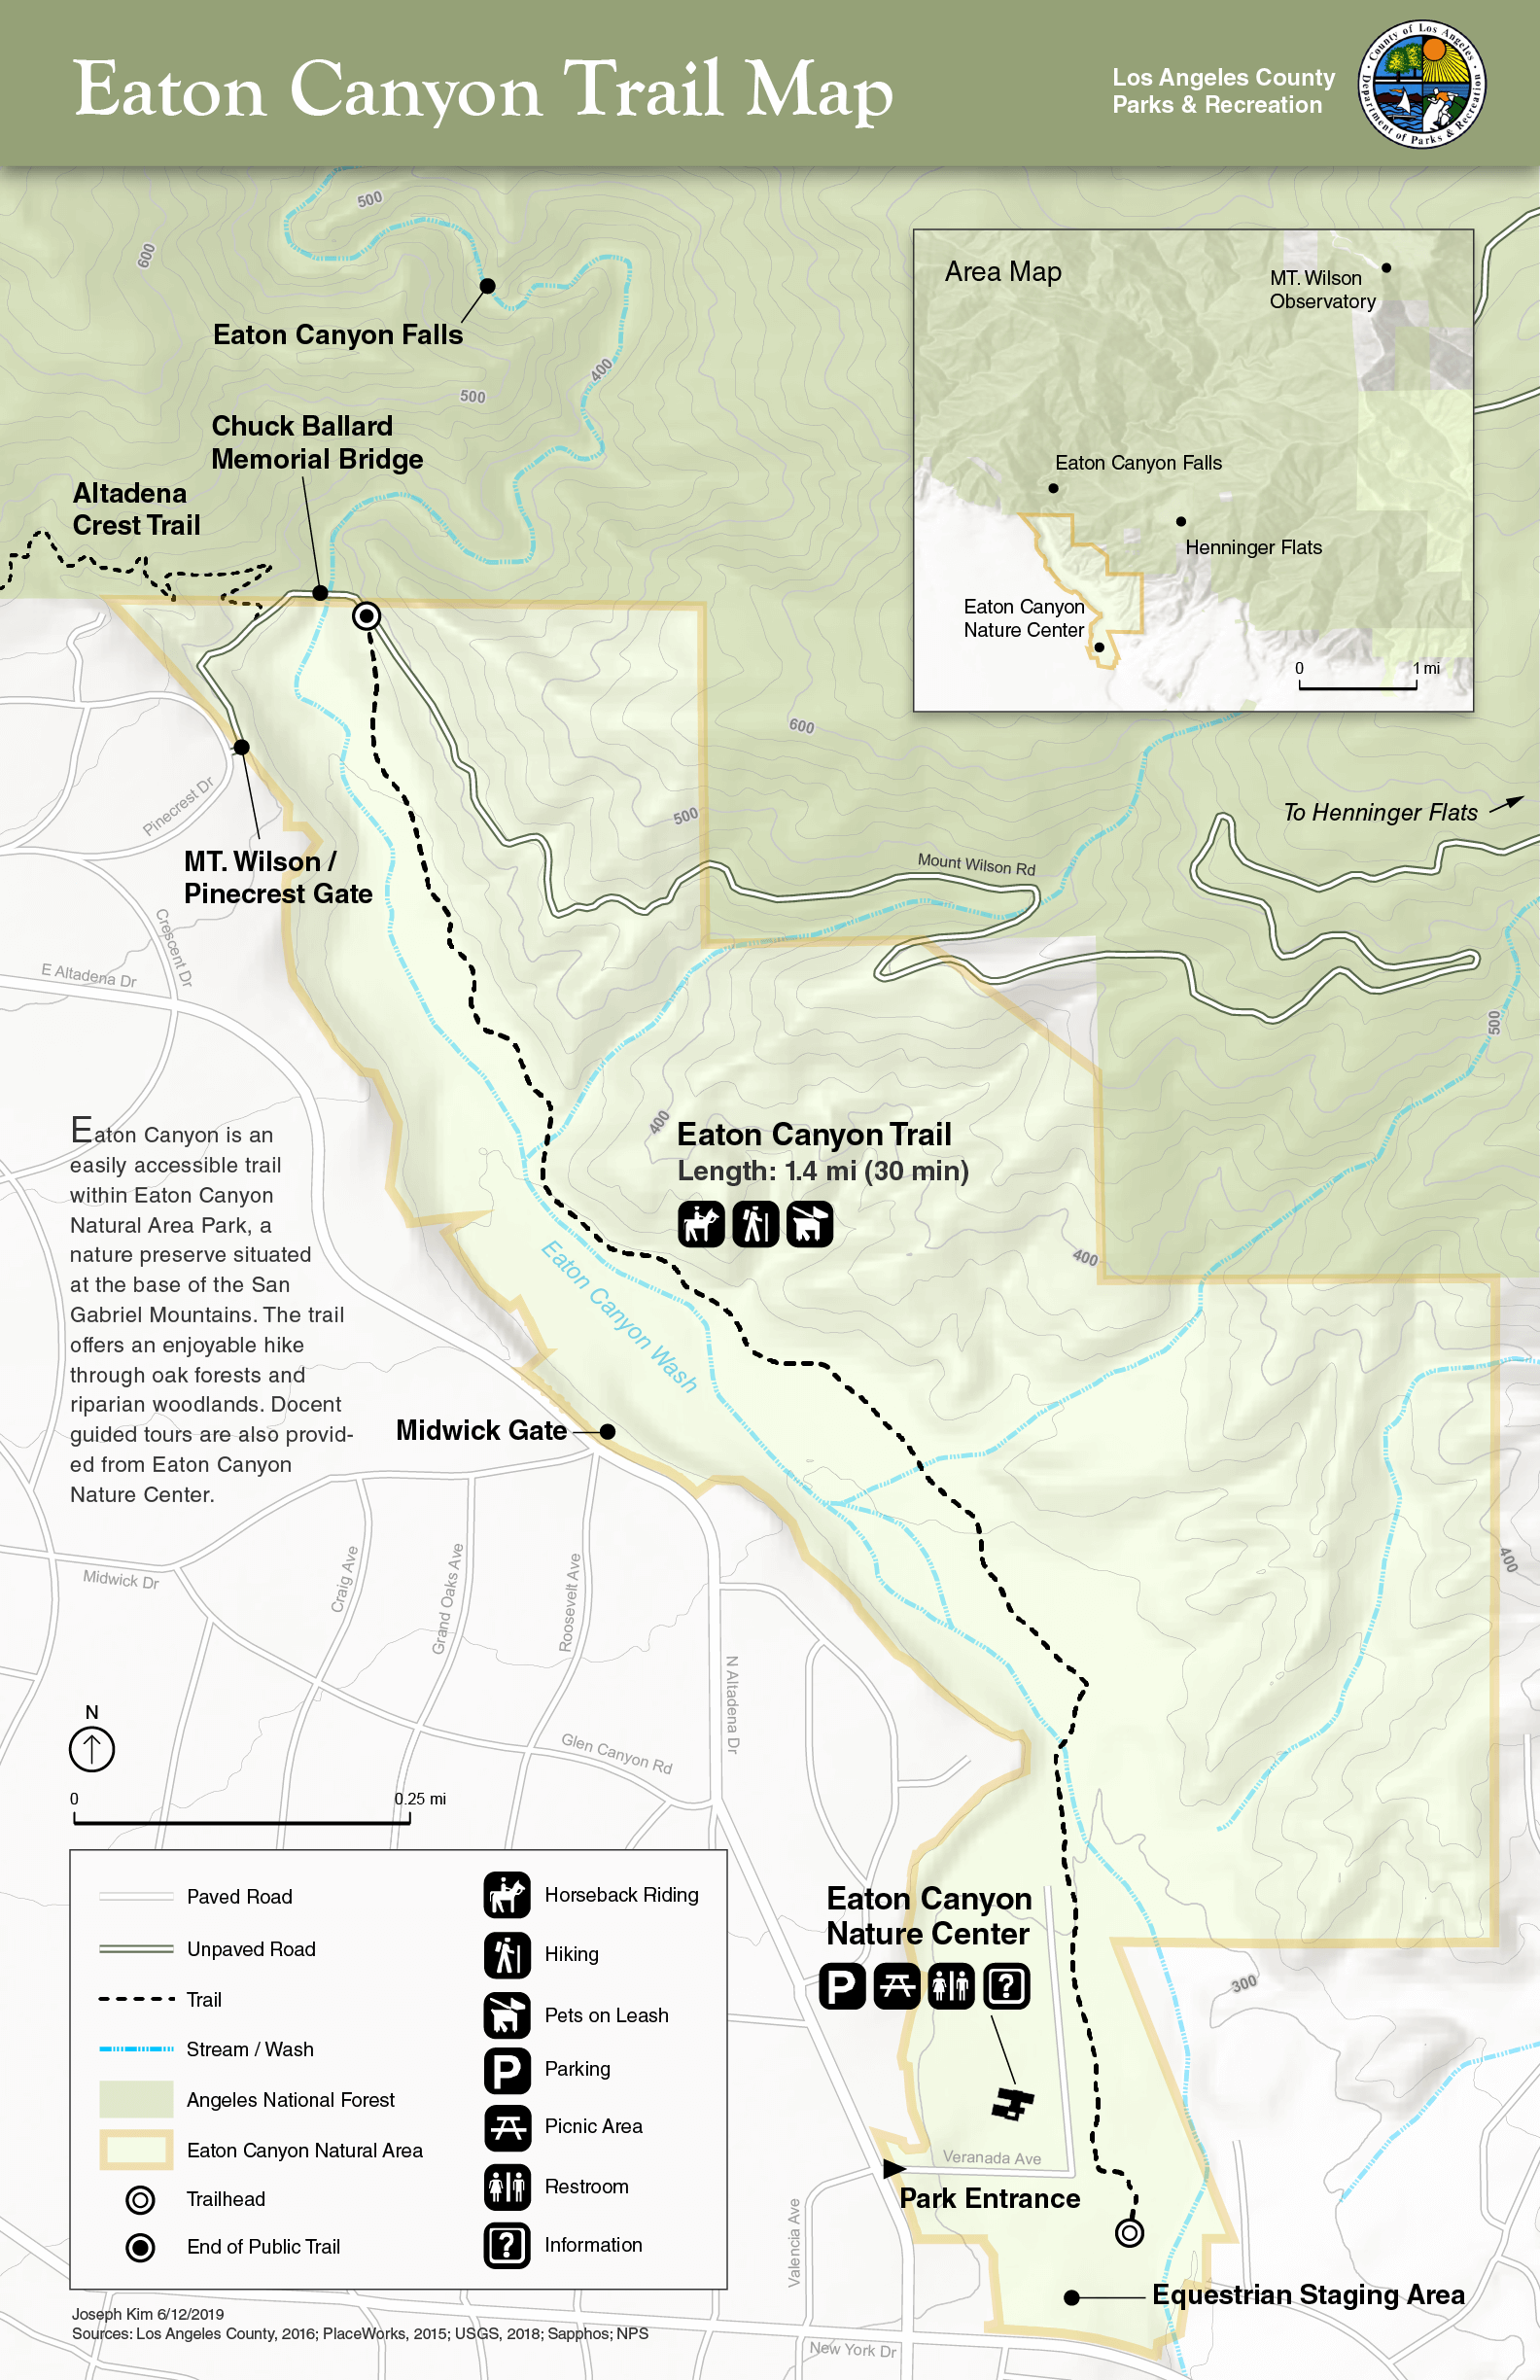 Eaton Canyon Trail Map
Los Angeles County
Parks & Recreation
County of Los Angeles
Department of Parks & Recreation
500
600
Eaton Canyon Falls
400
500
Chuck Ballard
Memorial Bridge
Altadena
Crest Trail
Area Map
MT. Wilson
Observatory
Eaton Canyon Falls
Henninger Flats
Eaton Canyon
Nature Center
0
1 mi
600
500
To Henninger Flats
Mount Wilson Rd
Pinecrest Dr
MT. Wilson /
Pinecrest Gate
Crescent Dr
E Altadena Dr
500
400
Eaton Canyon Trail
Length: 1.4 mi (30 min)
400
Eaton Canyon is an
easily accessible trail
within Eaton Canyon
Natural Area Park, a
nature preserve situated
at the base of the San
Gabriel Mountains. The trail
offers an enjoyable hike
through oak forests and
riparian woodlands. Docent
guided tours are also provid-
ed from Eaton Canyon
Nature Center.
Eaton Canyon Wash
Midwick Gate
400
Midwick Dr
Craig Ave
Grand Oaks Ave
Roosevelt Ave
N Altadena Dr
Glen Canyon Rd
N
0
0.25 mi
Paved Road
Unpaved Road
Trail
Stream / Wash
Angeles National Forest
Eaton Canyon Natural Area
Trailhead
End of Public Trail
Horseback Riding
Hiking
Pets on Leash
P
Parking
Picnic Area
Restroom
?
Information
Eaton Canyon
Nature Center
P
?
300
Veranada Ave
Park Entrance
Valencia Ave
Equestrian Staging Area
New York Dr
Joseph Kim 6/12/2019
Sources: Los Angeles County, 2016; PlaceWorks, 2015; USGS, 2018; Sapphos; NPS